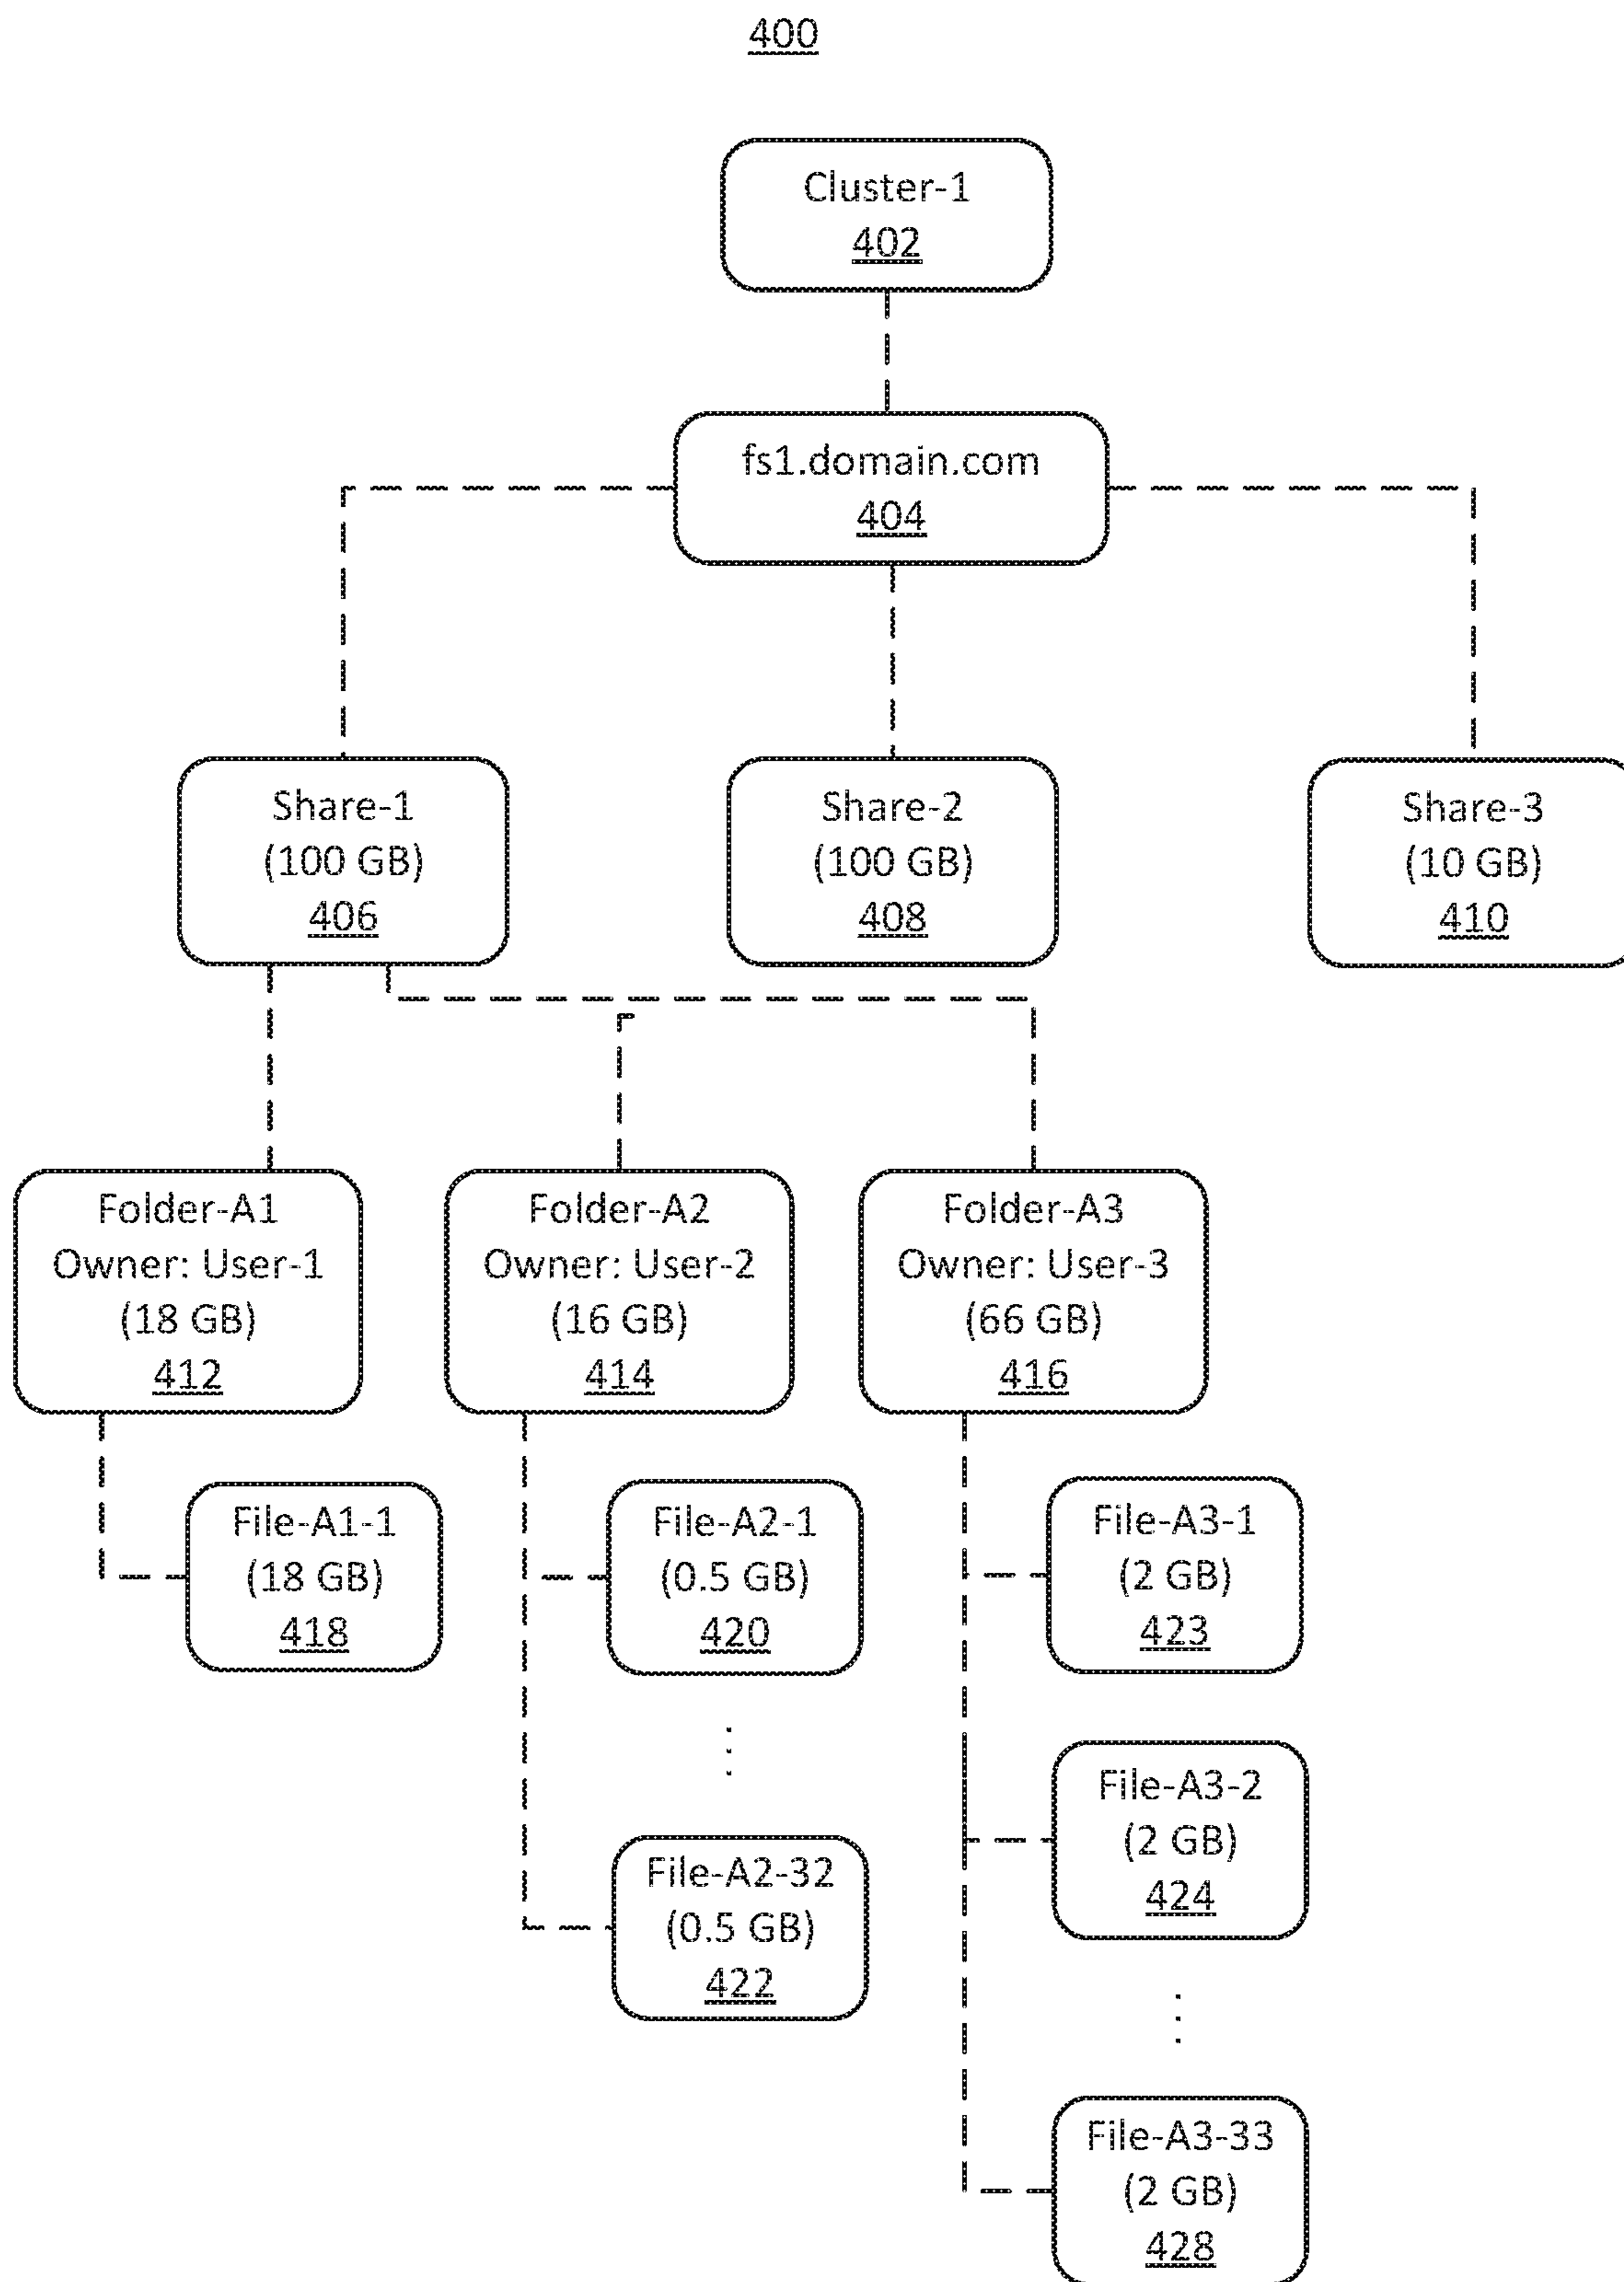 400
Cluster-1
402
fs1.domain.com
404
Share-1
(100 GB)
406
Share-2
(100 GB)
408
Share-3
(10 GB)
410
Folder-A1
Owner: User-1
(18 GB)
412
Folder-A2
Owner: User-2
(16 GB)
414
Folder-A3
Owner: User-3
(66 GB)
416
File-A1-1
(18 GB)
418
File-A2-1
(0.5 GB)
420
⋮
File-A2-32
(0.5 GB)
422
File-A3-1
(2 GB)
423
File-A3-2
(2 GB)
424
⋮
File-A3-33
(2 GB)
428